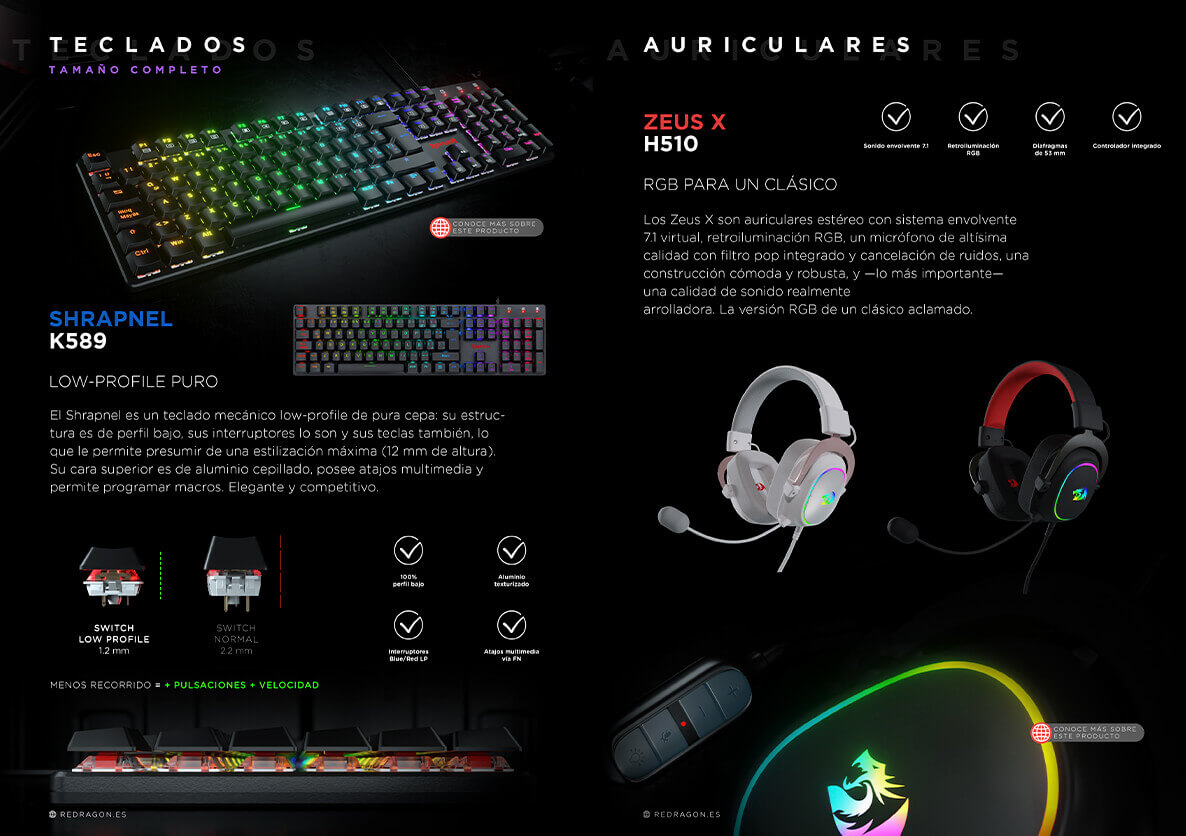 TECLADOS
TAMAÑO COMPLETO
Esc
Bloq
Mayús
Ctrl
Win
Alt
CONOCE MÁS SOBRE
ESTE PRODUCTO
SHRAPNEL
K589
LOW-PROFILE PURO
El Shrapnel es un teclado mecánico low-profile de pura cepa: su estruc-
tura es de perfil bajo, sus interruptores lo son y sus teclas también, lo
que le permite presumir de una estilización máxima (12 mm de altura).
Su cara superior es de aluminio cepillado, posee atajos multimedia y
permite programar macros. Elegante y competitivo.
SWITCH
LOW PROFILE
1.2 mm
SWITCH
NORMAL
2.2 mm
100%
perfil bajo
Aluminio
texturizado
Interruptores
Blue/Red LP
Atajos multimedia
vía FN
MENOS RECORRIDO = + PULSACIONES + VELOCIDAD
REDRAGON.ES
AURICULARES
ZEUS X
H510
Sonido envolvente 7.1
Retroiluminación
RGB
Diafragmas
de 53 mm
Controlador integrado
RGB PARA UN CLÁSICO
Los Zeus X son auriculares estéreo con sistema envolvente
7.1 virtual, retroiluminación RGB, un micrófono de altísima
calidad con filtro pop integrado y cancelación de ruidos, una
construcción cómoda y robusta, y —lo más importante—
una calidad de sonido realmente
arrolladora. La versión RGB de un clásico aclamado.
CONOCE MÁS SOBRE
ESTE PRODUCTO
REDRAGON.ES